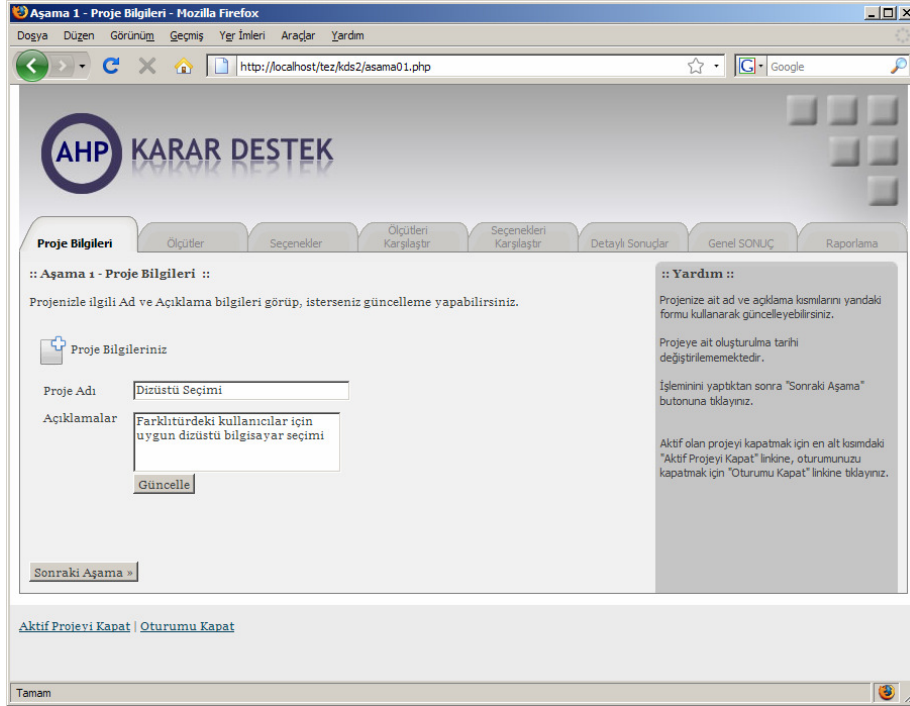 Aşama 1 - Proje Bilgileri - Mozilla Firefox
Dosya Düzen Görünüm Geçmiş Yer İmleri Araçlar Yardım
http://localhost/tez/kds2/asama01.php
G Google
AHP KARAR DESTEK
Proje Bilgileri
Ölçütler
Seçenekler
Ölçütleri
Karşılaştır
Seçenekleri
Karşılaştır
Detaylı Sonuçlar
Genel SONUÇ
Raporlama
:: Aşama 1 - Proje Bilgileri ::
Projenizle ilgili Ad ve Açıklama bilgileri görüp, isterseniz güncelleme yapabilirsiniz.
Proje Bilgileriniz
Proje Adı Dizüstü Seçimi
Açıklamalar Farklıtürdeki kullanıcılar için
uygun dizüstü bilgisayar seçimi
Güncelle
Sonraki Aşama »
:: Yardım ::
Projenize ait ad ve açıklama kısmılarını yandaki
formu kullanarak güncelleyebilirsiniz.
Projeye ait oluşturulma tarihi
değiştirilememektedir.
İşleminini yaptıktan sonra "Sonraki Aşama"
butonuna tıklayınız.
Aktif olan projeyi kapatmak için en alt kısımdaki
"Aktif Projeyi Kapat" linkine, oturumunuzu
kapatmak için "Oturumu Kapat" linkine tıklayınız.
Aktif Projeyi Kapat | Oturumu Kapat
Tamam